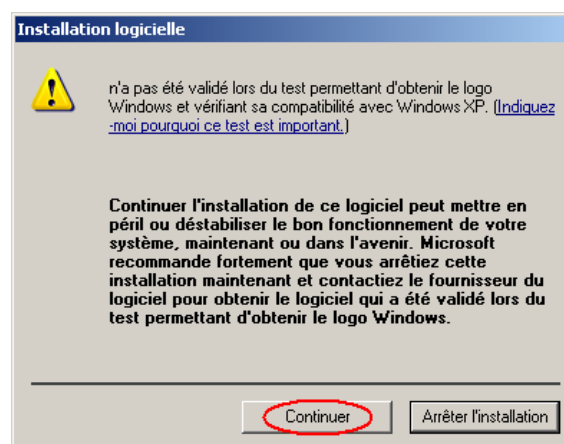 Installation logicielle
n'a pas été validé lors du test permettant d'obtenir le logo
Windows et vérifiant sa compatibilité avec Windows XP. (Indiquez
-moi pourquoi ce test est important.)
Continuer l'installation de ce logiciel peut mettre en
péril ou déstabiliser le bon fonctionnement de votre
système, maintenant ou dans l'avenir. Microsoft
recommande fortement que vous arrêtiez cette
installation maintenant et contactiez le fournisseur du
logiciel pour obtenir le logiciel qui a été validé lors du
test permettant d'obtenir le logo Windows.
Continuer
Arrêter l'installation